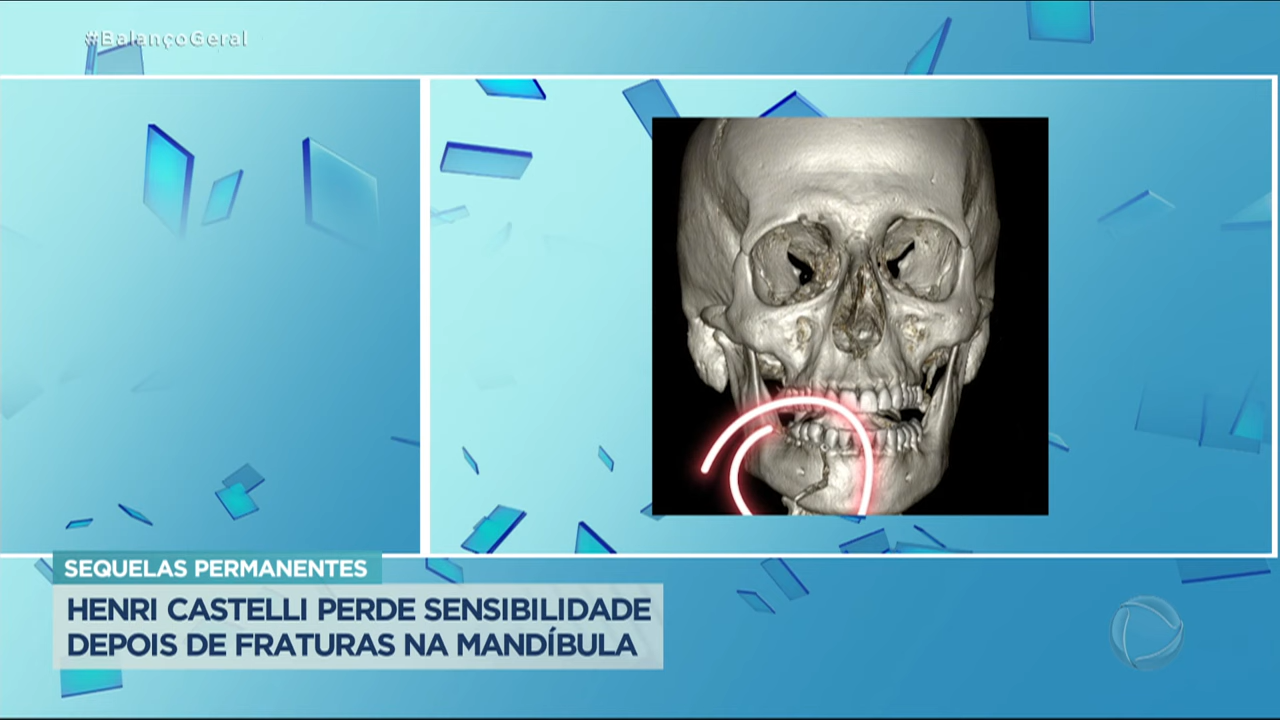 #BalançoGeral
SEQUELAS PERMANENTES
HENRI CASTELLI PERDE SENSIBILIDADE
DEPOIS DE FRATURAS NA MANDÍBULA